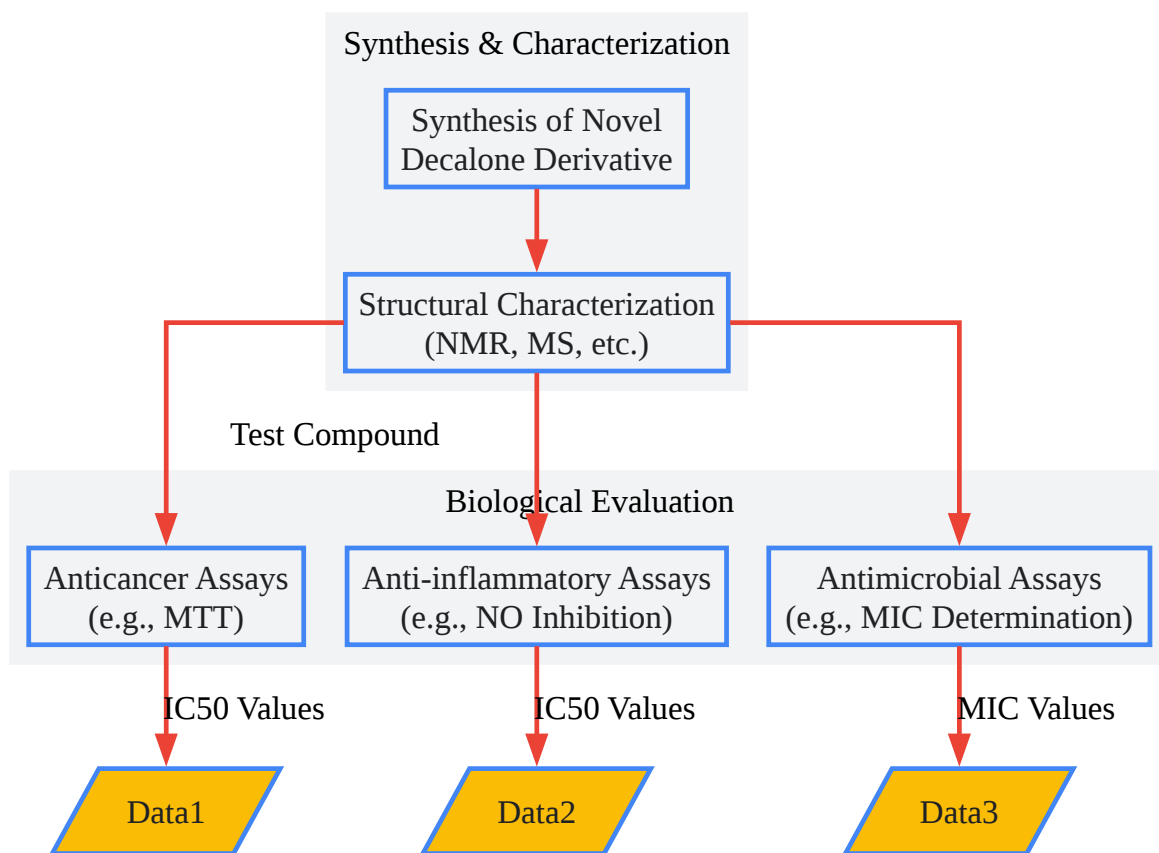 Synthesis & Characterization
Synthesis of Novel
Decalone Derivative
Structural Characterization
(NMR, MS, etc.)
Test Compound
Biological Evaluation
Anticancer Assays
(e.g., MTT)
Anti-inflammatory Assays
(e.g., NO Inhibition)
Antimicrobial Assays
(e.g., MIC Determination)
IC50 Values
IC50 Values
MIC Values
Data1
Data2
Data3